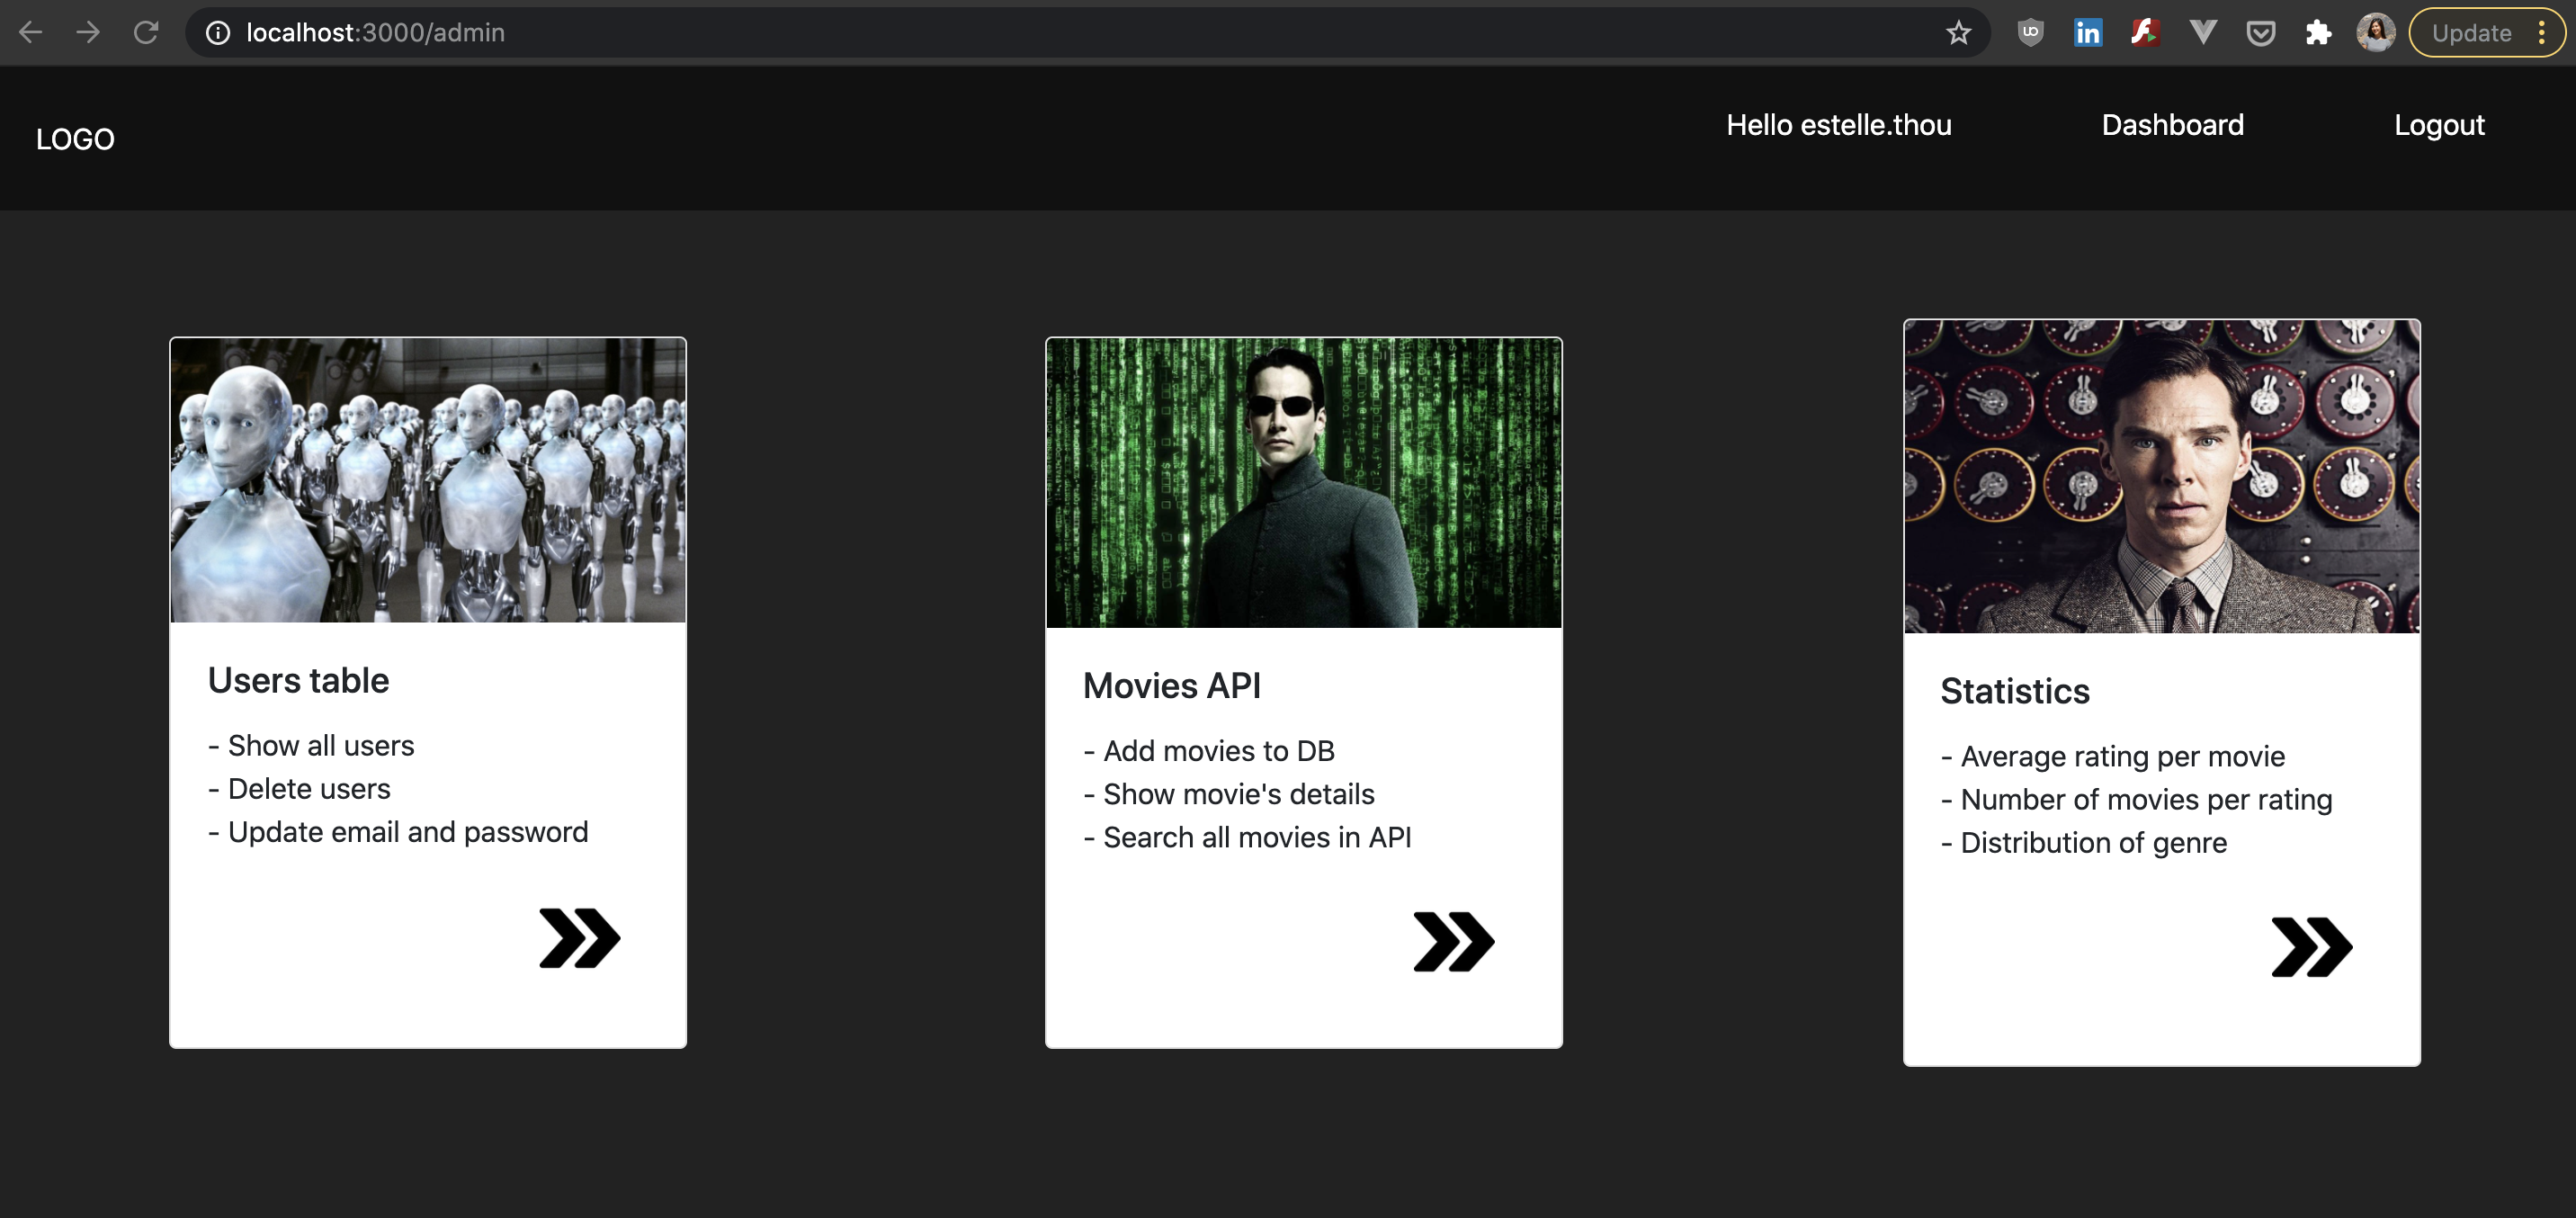 localhost:3000/admin
Update
LOGO
Hello estelle.thou
Dashboard
Logout
Users table
- Show all users
- Delete users
- Update email and password
Movies API
- Add movies to DB
- Show movie's details
- Search all movies in API
Statistics
- Average rating per movie
- Number of movies per rating
- Distribution of genre